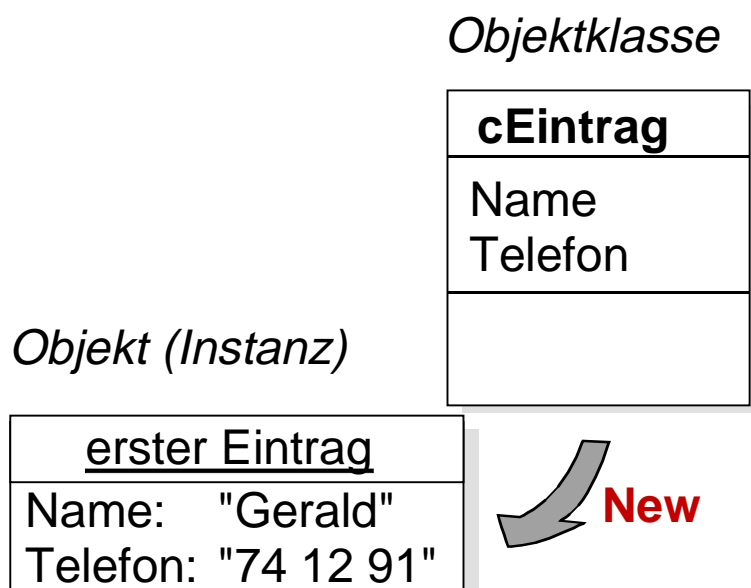 Objektklasse
cEintrag
Name
Telefon
Objekt (Instanz)
erster Eintrag
Name: "Gerald"
Telefon: "74 12 91"
New